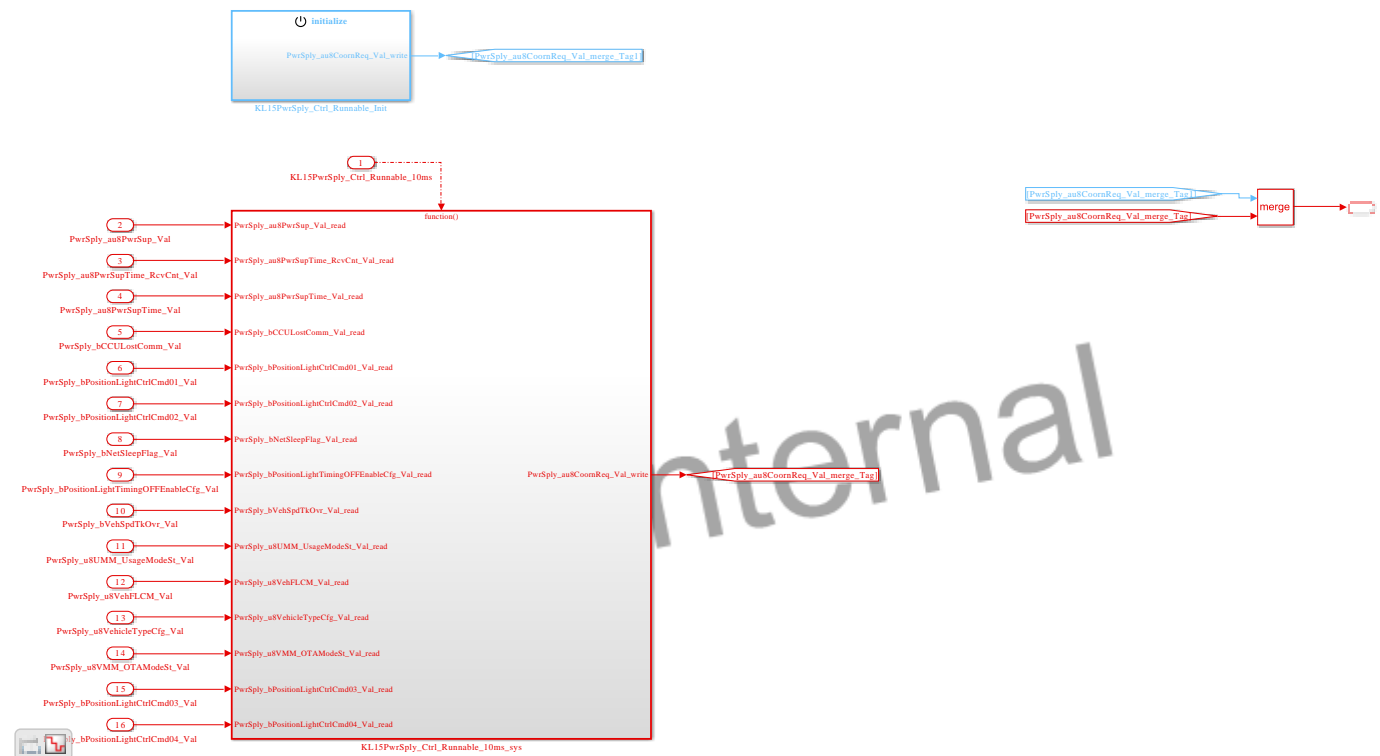 initialize
PwrSply_au8CoornReq_Val_write
[PwrSply_au8CoornReq_Val_merge_Tag1]
KL15PwrSply_Ctrl_Runnable_Init
1
KL15PwrSply_Ctrl_Runnable_10ms
function()
2
PwrSply_au8PwrSup_Val
PwrSply_au8PwrSup_Val_read
3
PwrSply_au8PwrSupTime_RcvCnt_Val
PwrSply_au8PwrSupTime_RcvCnt_Val_read
4
PwrSply_au8PwrSupTime_Val
PwrSply_au8PwrSupTime_Val_read
5
PwrSply_bCCULostComm_Val
PwrSply_bCCULostComm_Val_read
6
PwrSply_bPositionLightCtrlCmd01_Val
PwrSply_bPositionLightCtrlCmd01_Val_read
7
PwrSply_bPositionLightCtrlCmd02_Val
PwrSply_bPositionLightCtrlCmd02_Val_read
8
PwrSply_bNetSleepFlag_Val
PwrSply_bNetSleepFlag_Val_read
9
PwrSply_bPositionLightTimingOFFEnableCfg_Val
PwrSply_bPositionLightTimingOFFEnableCfg_Val_read
10
PwrSply_bVehSpdTkOvr_Val
PwrSply_bVehSpdTkOvr_Val_read
11
PwrSply_u8UMM_UsageModeSt_Val
PwrSply_u8UMM_UsageModeSt_Val_read
12
PwrSply_u8VehFLCM_Val
PwrSply_u8VehFLCM_Val_read
13
PwrSply_u8VehicleTypeCfg_Val
PwrSply_u8VehicleTypeCfg_Val_read
14
PwrSply_u8VMM_OTAModeSt_Val
PwrSply_u8VMM_OTAModeSt_Val_read
15
PwrSply_bPositionLightCtrlCmd03_Val
PwrSply_bPositionLightCtrlCmd03_Val_read
16
ly_bPositionLightCtrlCmd04_Val
PwrSply_bPositionLightCtrlCmd04_Val_read
PwrSply_au8CoornReq_Val_write
[PwrSply_au8CoornReq_Val_merge_Tag]
KL15PwrSply_Ctrl_Runnable_10ms_sys
[PwrSply_au8CoornReq_Val_merge_Tag1]
[PwrSply_au8CoornReq_Val_merge_Tag]
merge
nternal